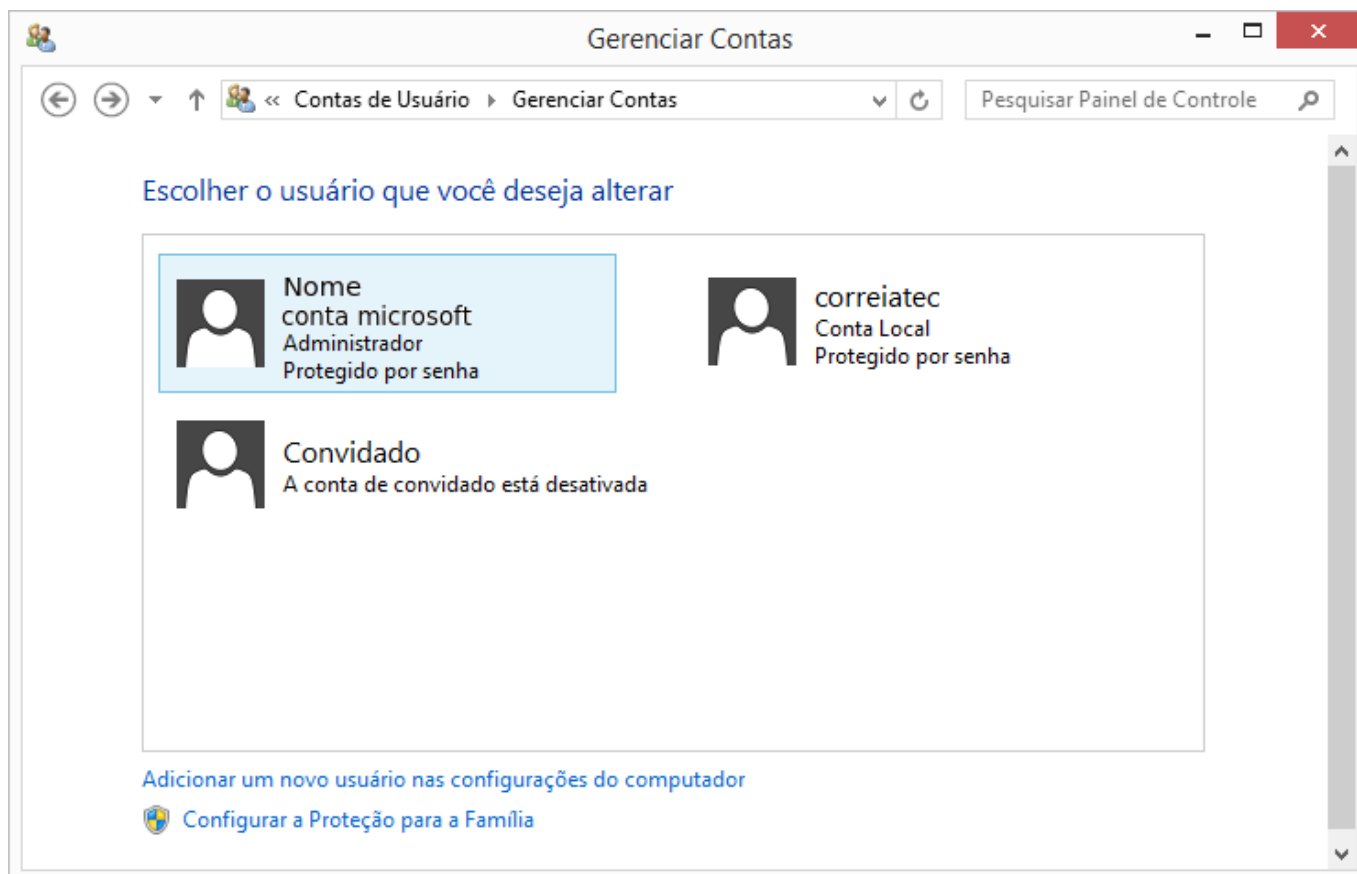 Gerenciar Contas
« Contas de Usuário Gerenciar Contas
Pesquisar Painel de Controle
Escolher o usuário que você deseja alterar
Nome
conta microsoft
Administrador
Protegido por senha
correiatec
Conta Local
Protegido por senha
Convidado
A conta de convidado está desativada
Adicionar um novo usuário nas configurações do computador
Configurar a Proteção para a Família